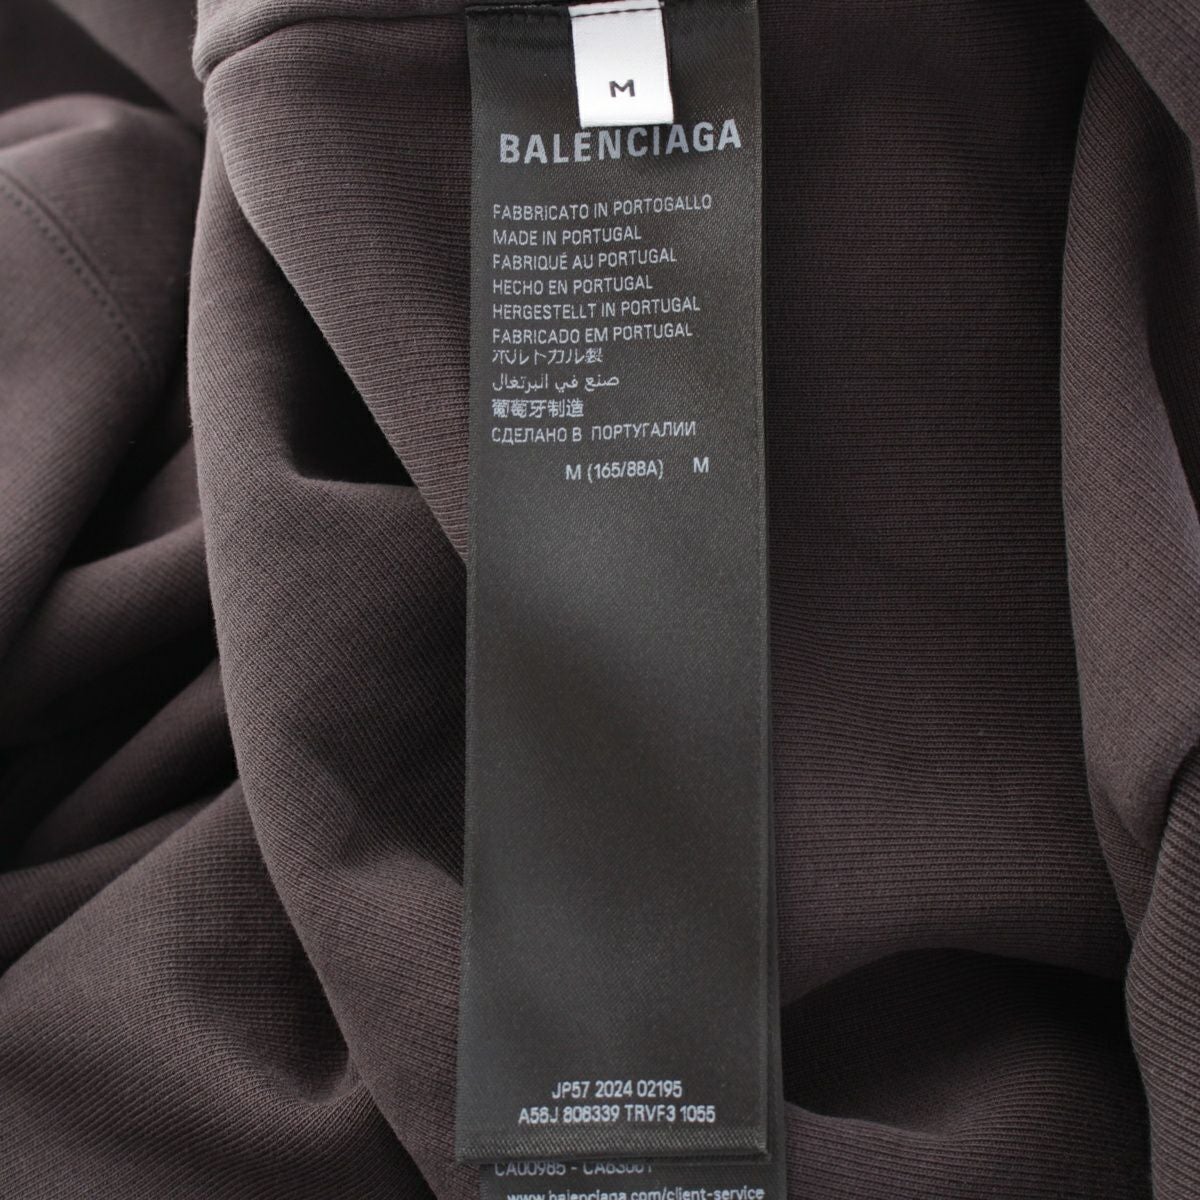 M
BALENCIAGA
FABBRICATO IN PORTOGALLO
MADE IN PORTUGAL
FABRIQUÉ AU PORTUGAL
HECHO EN PORTUGAL
HERGESTELLT IN PORTUGAL
FABRICADO EM PORTUGAL
ポルトガル製
صنع في البرتغال
葡萄牙制造
СДЕЛАНО В ПОРТУГАЛИИ
M (165/88A) M
JP57 2024 02195
A58J 808339 TRVF3 1055
CA00985 - CA63001
www.balenciaga.com/client-service